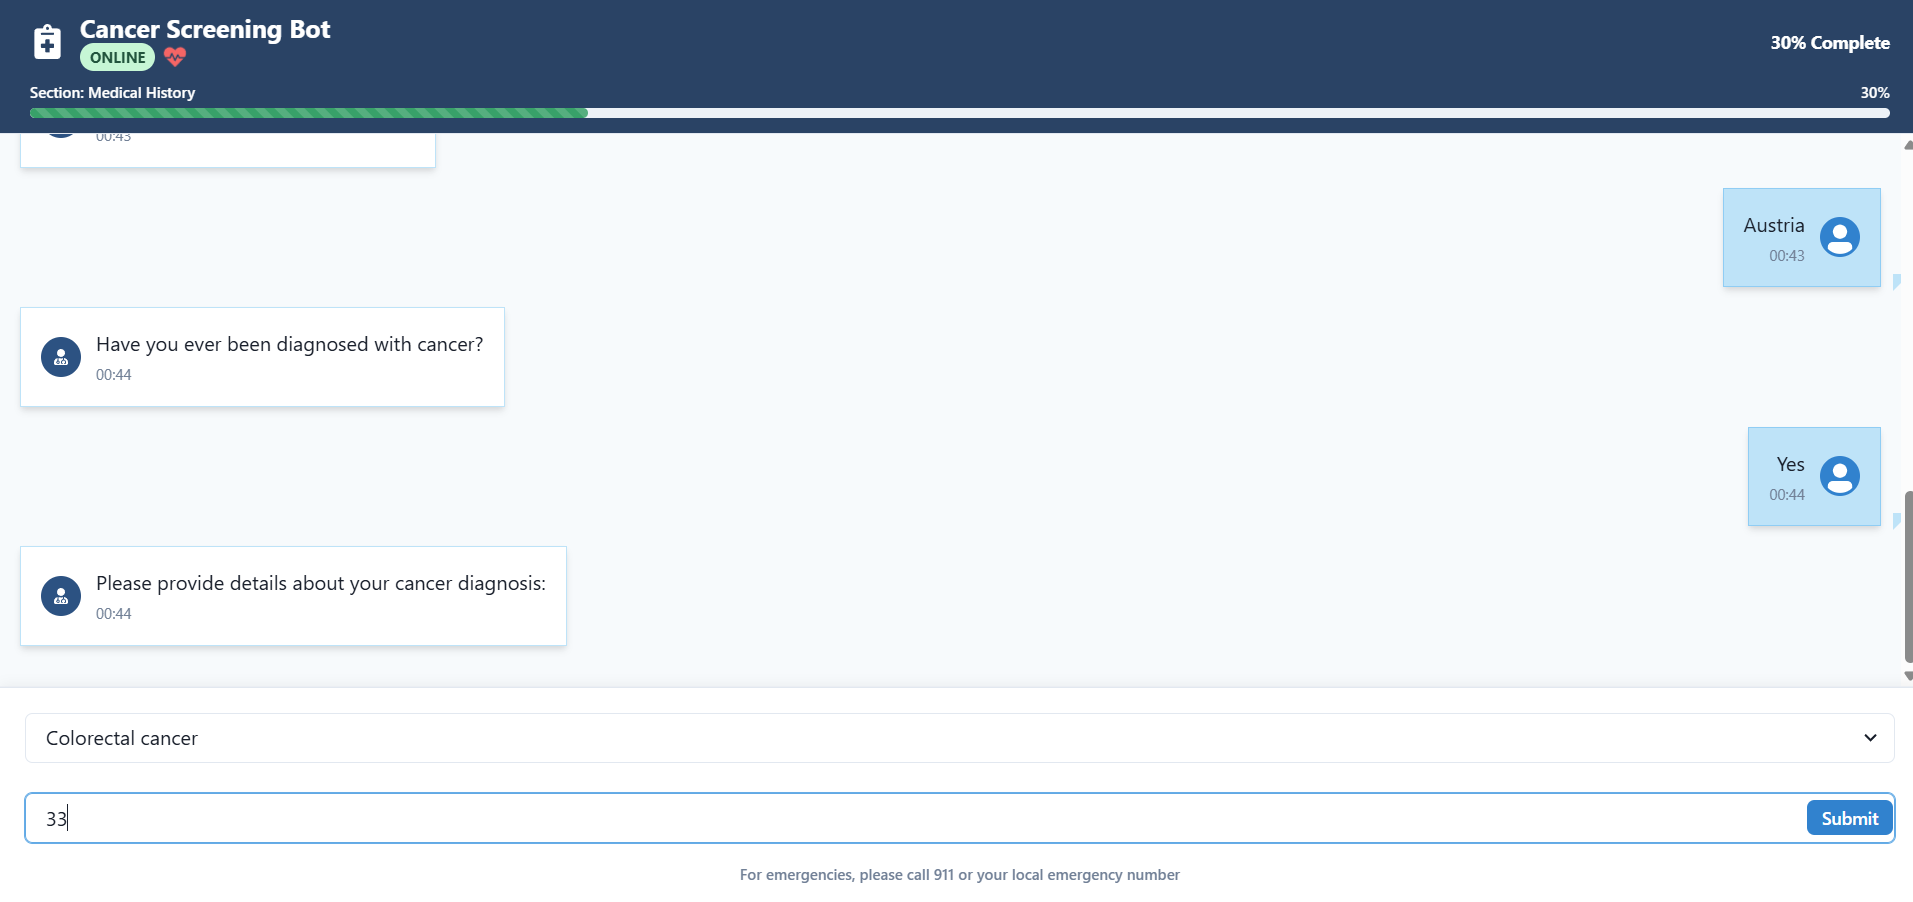 Cancer Screening Bot
ONLINE
30% Complete
Section: Medical History
30%
00:43
Austria
00:43
Have you ever been diagnosed with cancer?
00:44
Yes
00:44
Please provide details about your cancer diagnosis:
00:44
Colorectal cancer
33
Submit
For emergencies, please call 911 or your local emergency number